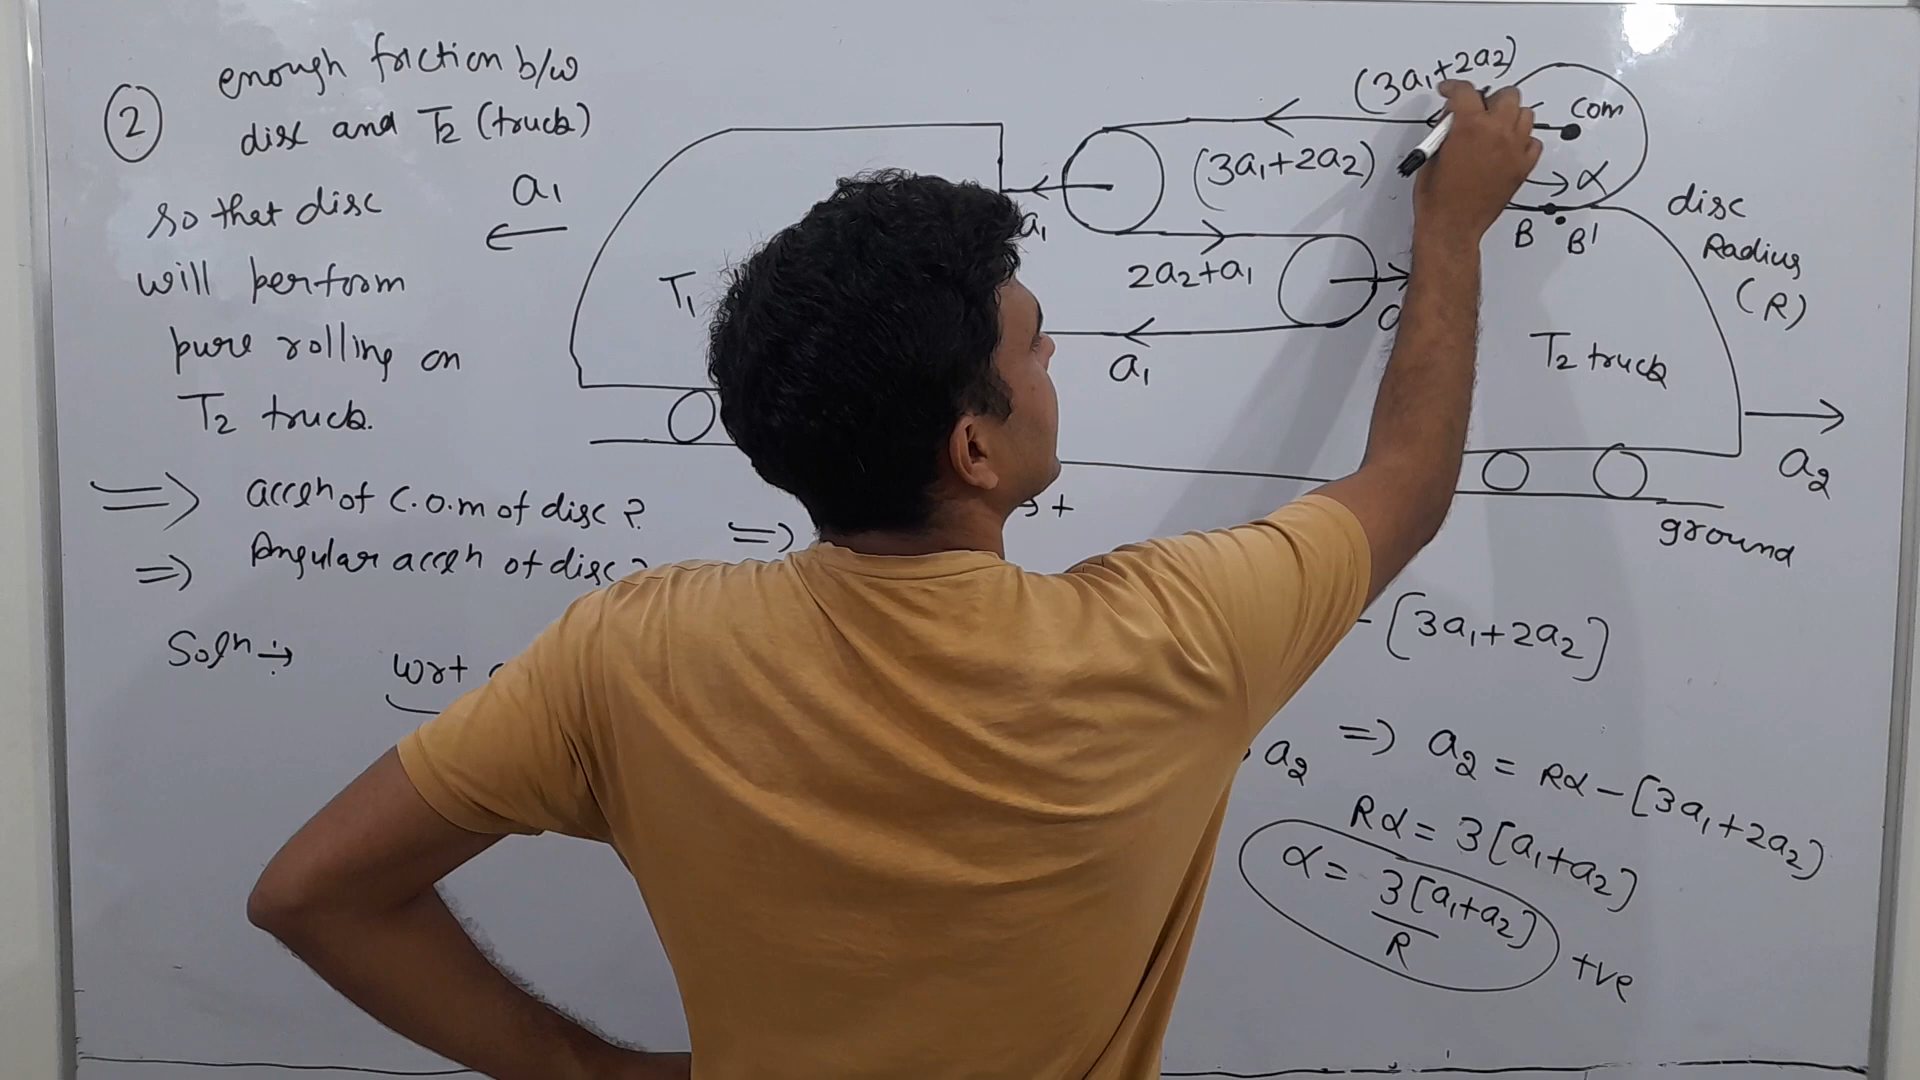 ② enough friction b/w
disc and T₂ (truck)
so that disc
will perform
pure rolling on
T₂ truck.
⇒ accⁿ of C.O.M of disc ?
⇒ Angular accⁿ of disc ?
⇒
Solⁿ →
wrt
a₁
T₁
a₁
(3a₁+2a₂)
(3a₁+2a₂)
2a₂+a₁
a₁
com
α
B B'
disc
Radius
(R)
T₂ truck
a₂
ground
+
- [3a₁+2a₂]
a₂ ⇒ a₂ = Rα - [3a₁+2a₂]
Rα = 3[a₁+a₂]
α = 3[a₁+a₂] / R
+ve